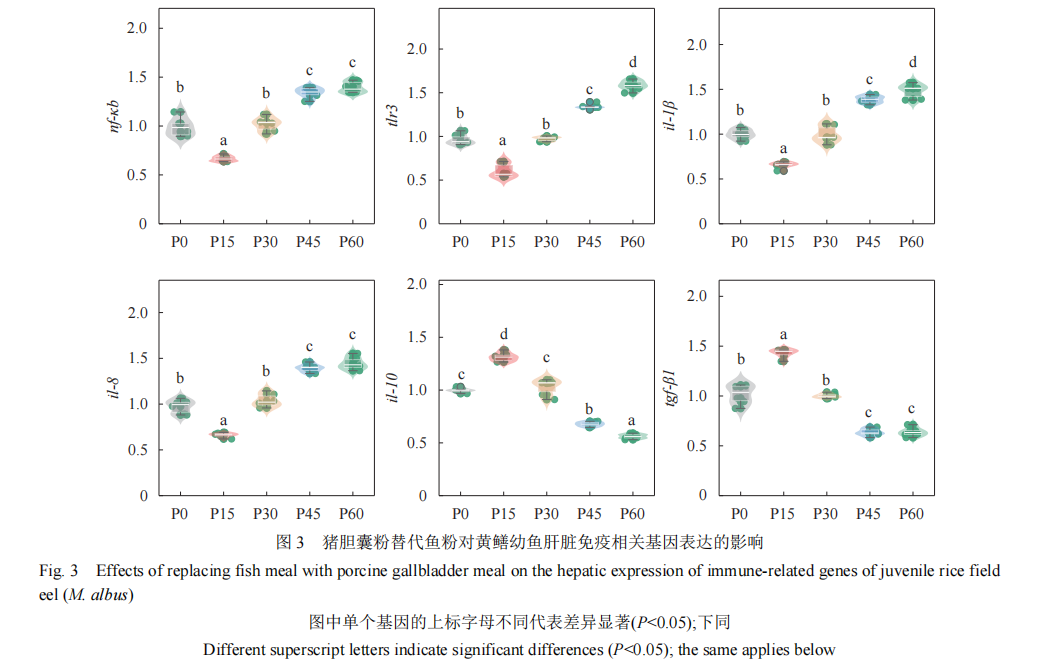 2.0
1.5
1.0
0.5
0
nf-κb
b
a
b
c
c
P0 P15 P30 P45 P60
2.0
1.5
1.0
0.5
0
tlr3
b
a
b
c
d
P0 P15 P30 P45 P60
2.0
1.5
1.0
0.5
0
il-1β
b
a
b
c
d
P0 P15 P30 P45 P60
2.0
1.5
1.0
0.5
0
il-8
b
a
b
c
c
P0 P15 P30 P45 P60
2.0
1.5
1.0
0.5
0
il-10
c
d
c
b
a
P0 P15 P30 P45 P60
2.0
1.5
1.0
0.5
0
tgf-β1
b
a
b
c
c
P0 P15 P30 P45 P60
图 3 猪胆囊粉替代鱼粉对黄鳝幼鱼肝脏免疫相关基因表达的影响
Fig. 3 Effects of replacing fish meal with porcine gallbladder meal on the hepatic expression of immune-related genes of juvenile rice field
eel (M. albus)
图中单个基因的上标字母不同代表差异显著(P<0.05);下同
Different superscript letters indicate significant differences (P<0.05); the same applies below